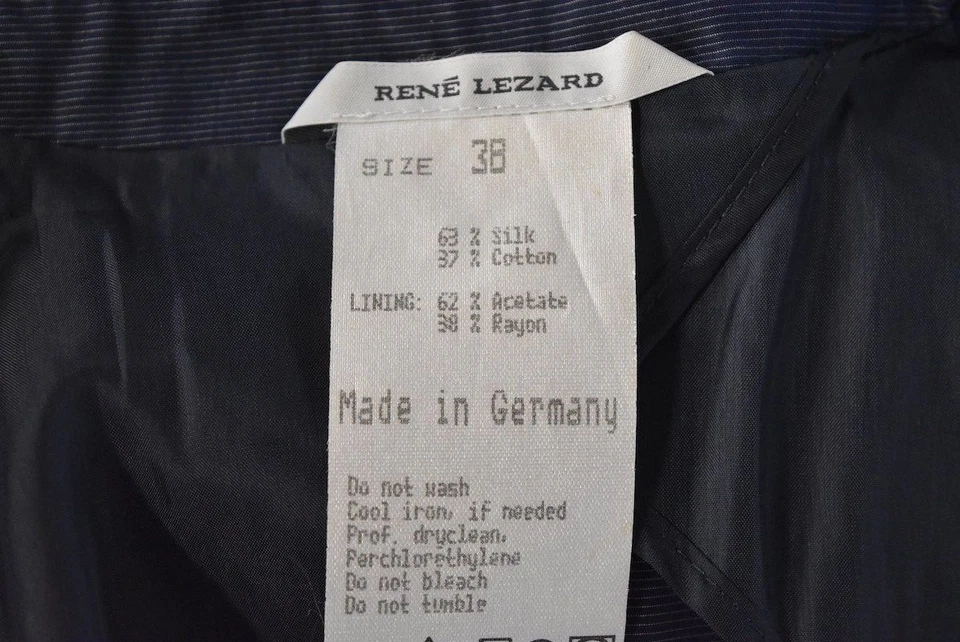 RENÉ LEZARD
SIZE 38
63 % Silk
37 % Cotton
LINING: 62 % Acetate
38 % Rayon
Made in Germany
Do not wash
Cool iron, if needed
Prof. dryclean,
Perchlorethylene
Do not bleach
Do not tumble